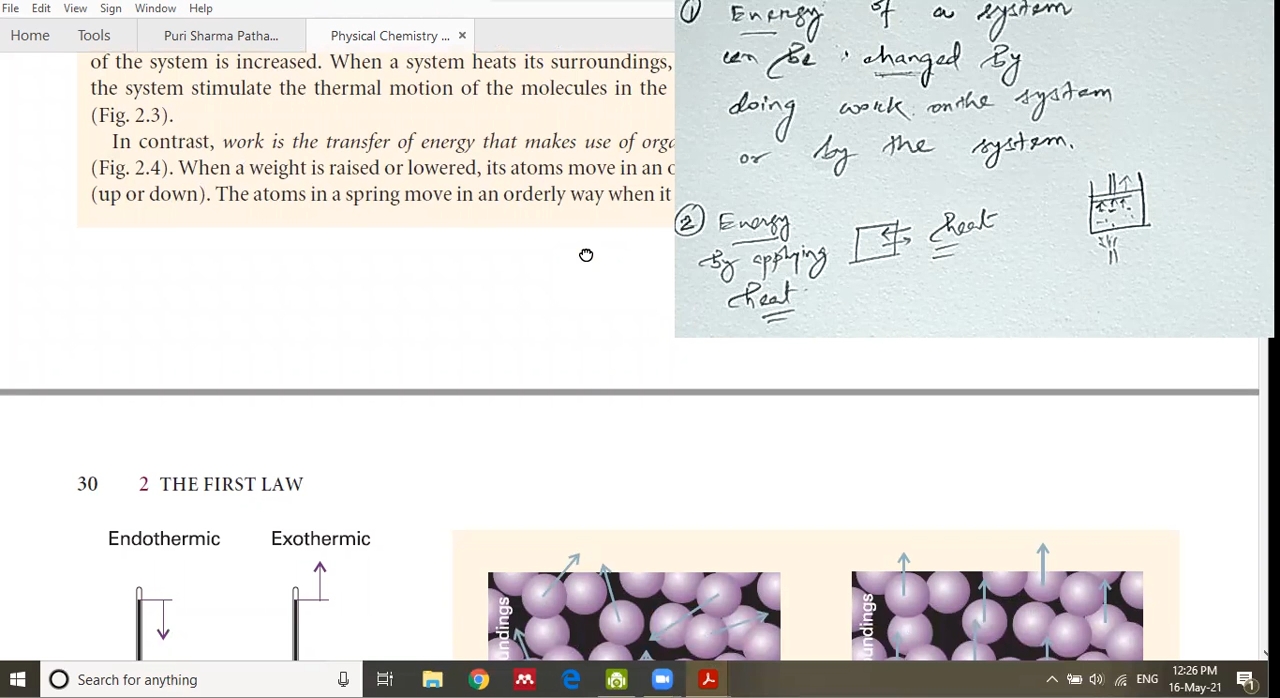 File Edit View Sign Window Help
Home Tools Puri Sharma Patha... Physical Chemistry ... ×
of the system is increased. When a system heats its surroundings,
the system stimulate the thermal motion of the molecules in the
(Fig. 2.3).
In contrast, work is the transfer of energy that makes use of orga
(Fig. 2.4). When a weight is raised or lowered, its atoms move in an o
(up or down). The atoms in a spring move in an orderly way when it
① Energy of a system
can be changed by
doing work on the system
or by the system.
② Energy
By applying
heat
heat
30 2 THE FIRST LAW
Endothermic Exothermic
undings
oundings
Search for anything
ENG
12:26 PM
16-May-21
1